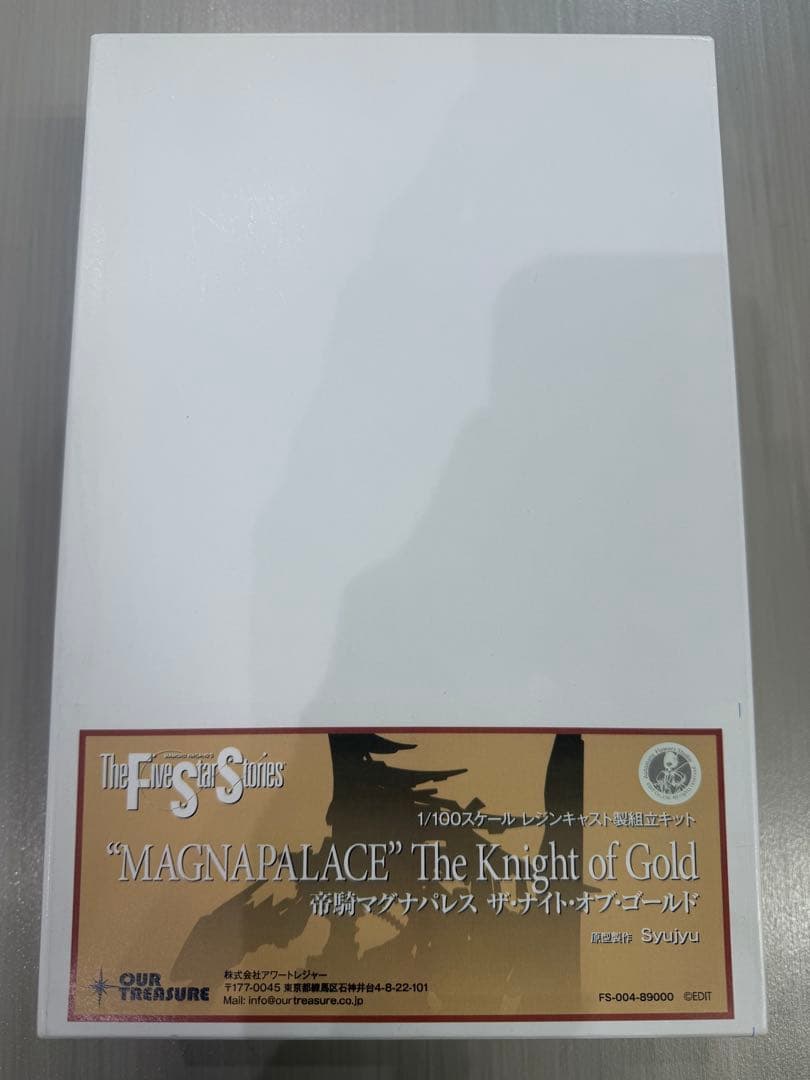 MAMORU NAGANO'S
The Five Star Stories
1/100スケール レジンキャスト製組立キット
“MAGNAPALACE” The Knight of Gold
帝騎マグナパレス ザ・ナイト・オブ・ゴールド
原型製作 Syujyu
OUR
TREASURE
株式会社アワートレジャー
〒177-0045 東京都練馬区石神井台4-8-22-101
Mail: info@ourtreasure.co.jp
FS-004-89000 ©EDIT